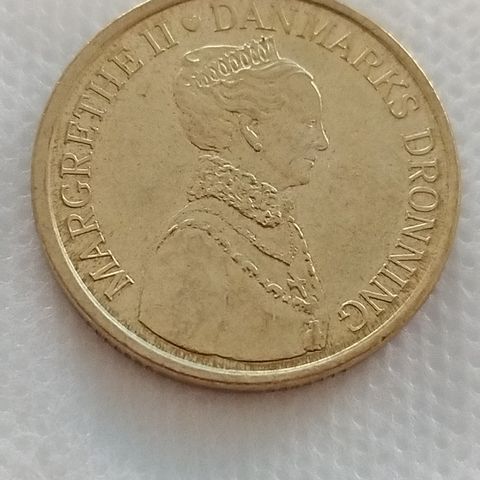 MARGRETHE II DANMARKS DRONNING